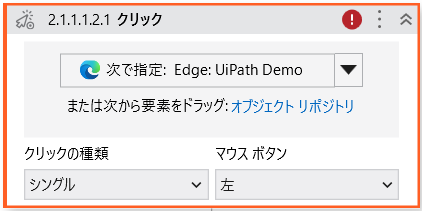 2.1.1.1.2.1 クリック
次で指定: Edge: UiPath Demo
または次から要素をドラッグ: オブジェクト リポジトリ
クリックの種類 マウス ボタン
シングル 左